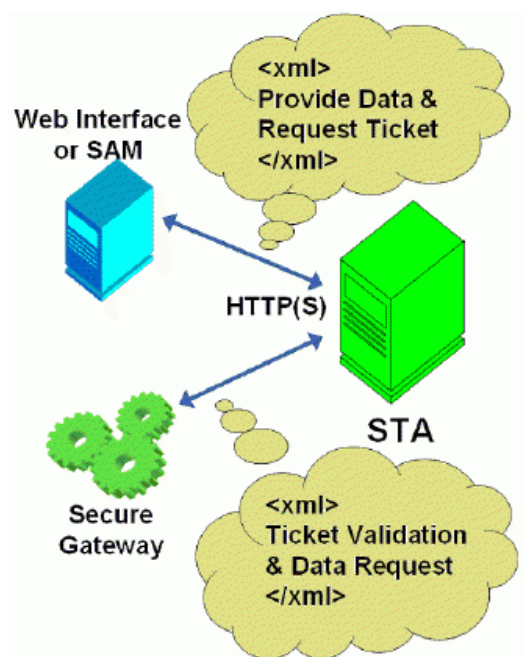 <xml>
Provide Data &
Request Ticket
</xml>
Web Interface
or SAM
HTTP(S)
STA
Secure
Gateway
<xml>
Ticket Validation
& Data Request
</xml>